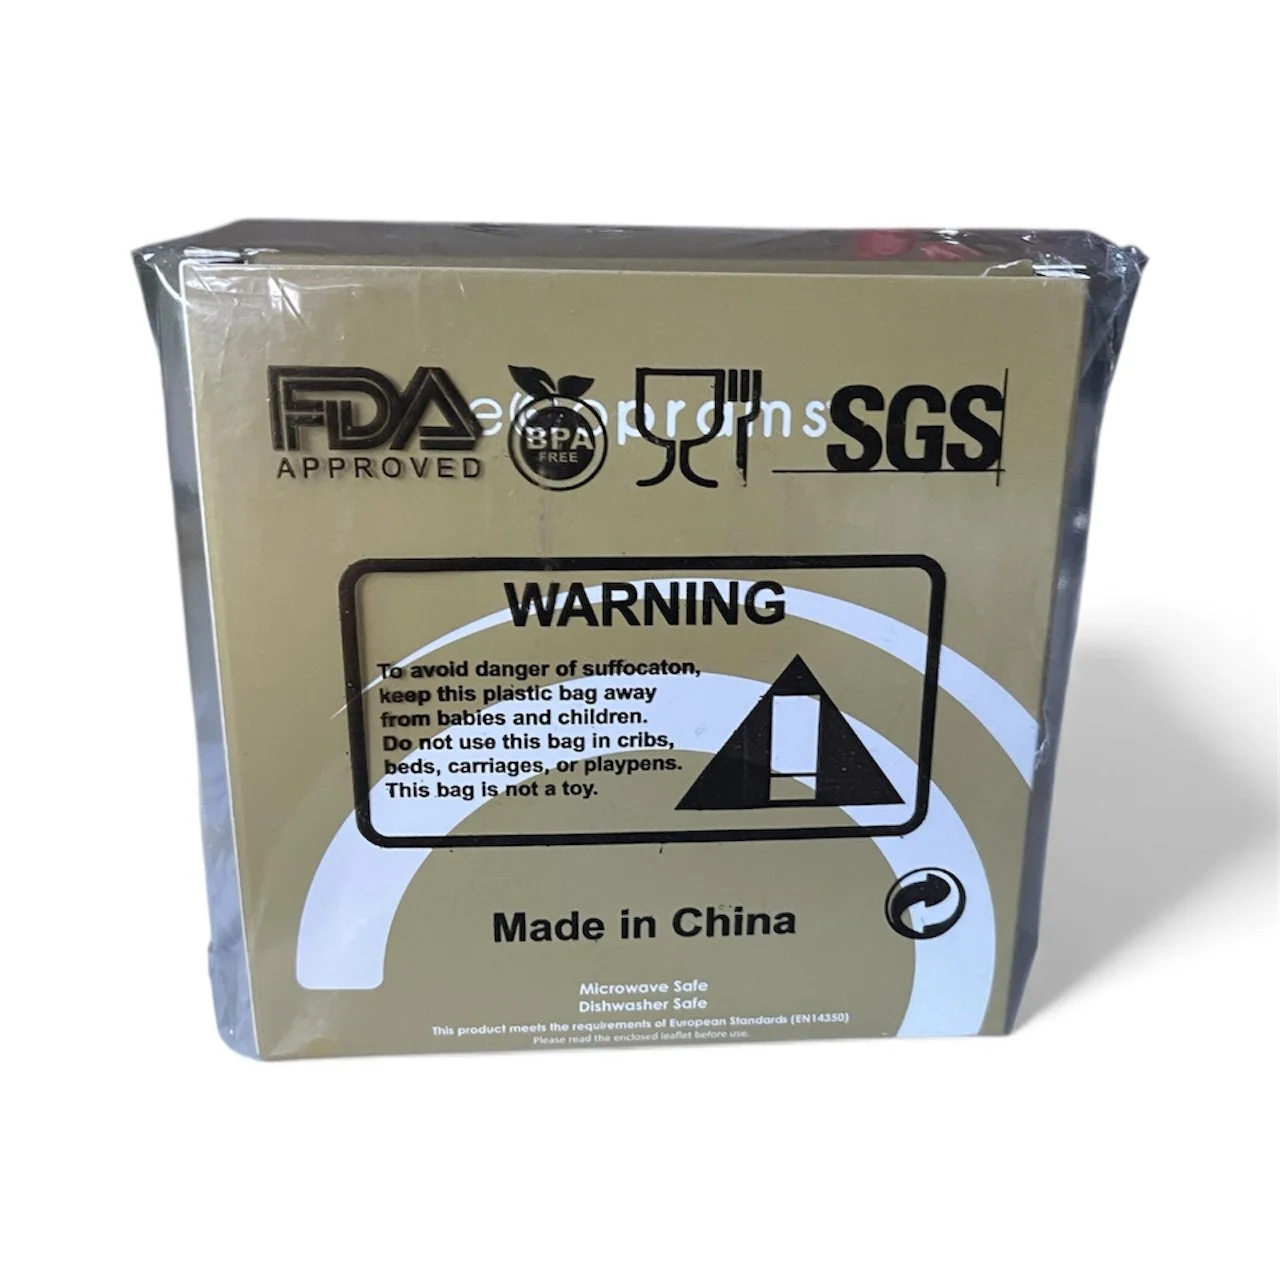 FDA
APPROVED
BPA
FREE
SGS
WARNING
To avoid danger of suffocaton,
keep this plastic bag away
from babies and children.
Do not use this bag in cribs,
beds, carriages, or playpens.
This bag is not a toy.
Made in China
Microwave Safe
Dishwasher Safe
This product meets the requirements of European Standards (EN14350)
Please read the enclosed leaflet before use.